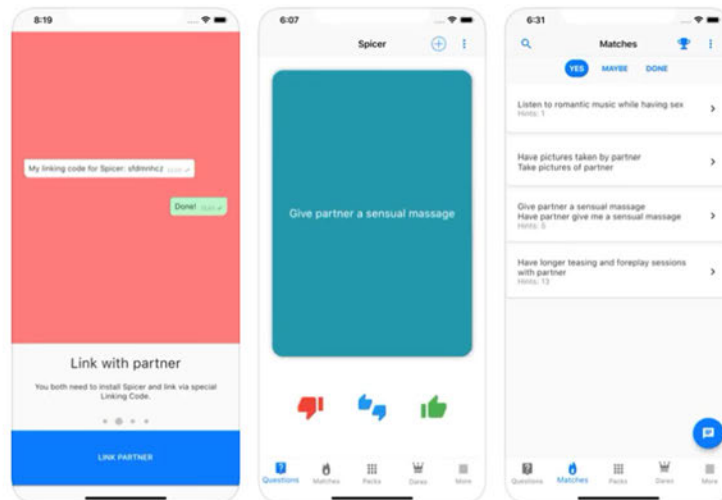 8:19
My linking code for Spicer: sfdmnhcz
Done!
Link with partner
You both need to install Spicer and link via special
Linking Code.
LINK PARTNER
6:07
Spicer
Give partner a sensual massage
Questions
Matches
Packs
Dares
More
6:31
Matches
YES
MAYBE
DONE
Listen to romantic music while having sex
Hints: 1
Have pictures taken by partner
Take pictures of partner
Give partner a sensual massage
Have partner give me a sensual massage
Hints: 6
Have longer teasing and foreplay sessions
with partner
Hints: 13
Questions
Matches
Packs
Dares
More